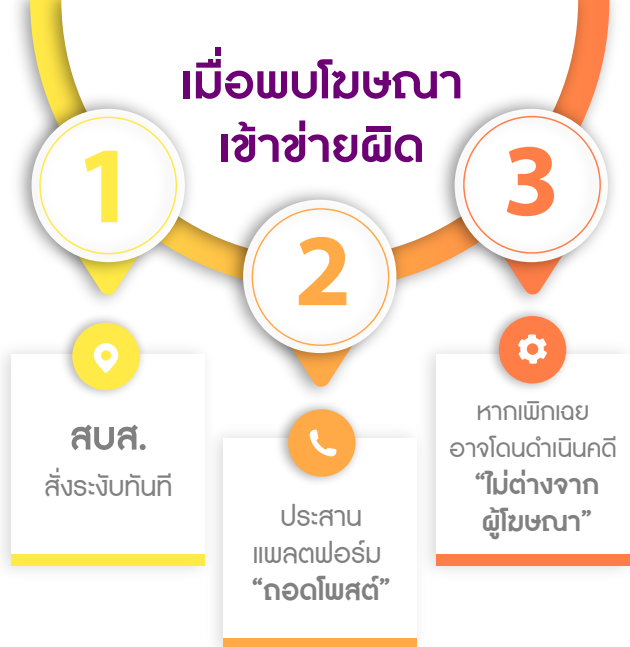 เมื่อพบโฆษณา
เข้าข่ายผิด
1
สบส.
สั่งระงับทันที
2
ประสาน
แพลตฟอร์ม
“ถอดโพสต์”
3
หากเพิกเฉย
อาจโดนดำเนินคดี
“ไม่ต่างจาก
ผู้โฆษณา”